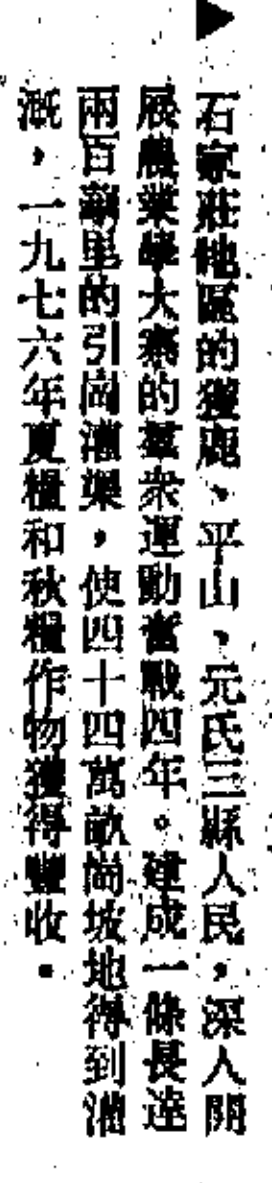 ▶石家莊地區的獲鹿、平山、元氏三縣人民，深入開
展農業學大寨的羣衆運動奮戰四年。建成一條長達
兩百華里的引崗灌渠，使四十四萬畝崗坡地得到灌
溉，一九七六年夏糧和秋糧作物獲得豐收。